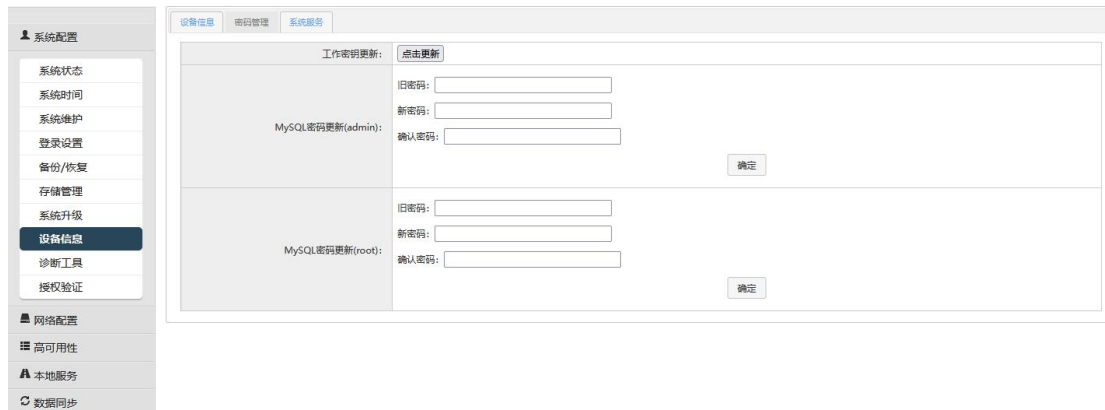 系统配置
系统状态
系统时间
系统维护
登录设置
备份/恢复
存储管理
系统升级
设备信息
诊断工具
授权验证
网络配置
高可用性
本地服务
数据同步
设备信息 密码管理 系统服务
工作密钥更新: 点击更新
MySQL密码更新(admin):
旧密码:
新密码:
确认密码:
确定
MySQL密码更新(root):
旧密码:
新密码:
确认密码:
确定